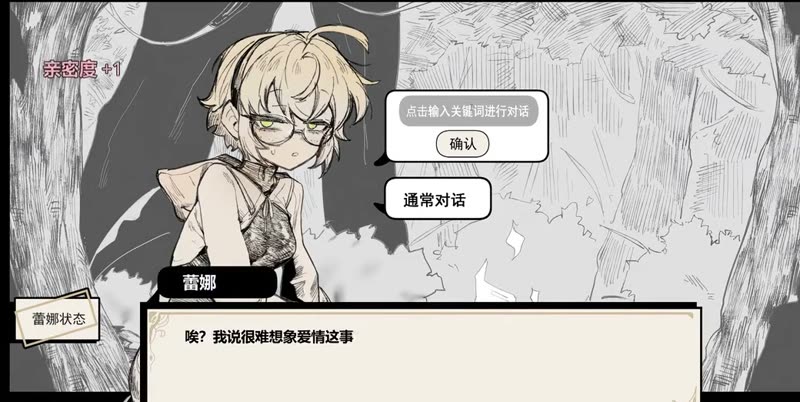 亲密度 +1
点击输入关键词进行对话
确认
通常对话
蕾娜
蕾娜状态
唉？我说很难想象爱情这事